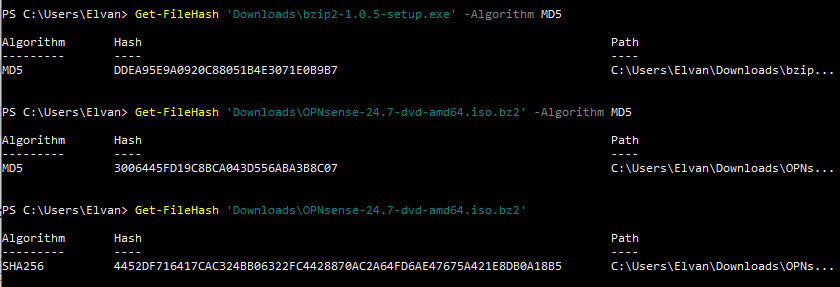 PS C:\Users\Elvan> Get-FileHash 'Downloads\bzip2-1.0.5-setup.exe' -Algorithm MD5
Algorithm Hash Path
--------- ---- ----
MD5 DDEA95E9A0920C88051B4E3071E0B9B7 C:\Users\Elvan\Downloads\bzip...
PS C:\Users\Elvan> Get-FileHash 'Downloads\OPNsense-24.7-dvd-amd64.iso.bz2' -Algorithm MD5
Algorithm Hash Path
--------- ---- ----
MD5 3006445FD19C8BCA043D556ABA3B8C07 C:\Users\Elvan\Downloads\OPNs...
PS C:\Users\Elvan> Get-FileHash 'Downloads\OPNsense-24.7-dvd-amd64.iso.bz2'
Algorithm Hash Path
--------- ---- ----
SHA256 4452DF716417CAC324BB06322FC4428870AC2A64FD6AE47675A421E8DB0A18B5 C:\Users\Elvan\Downloads\OPNs...